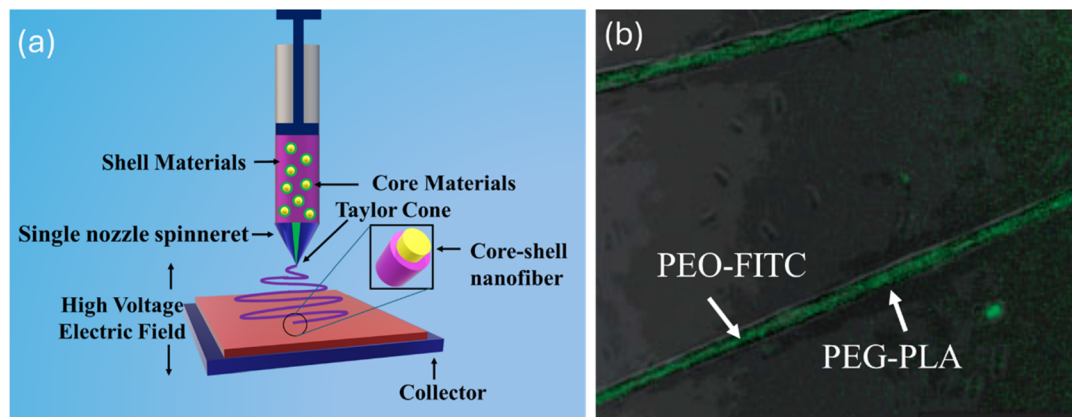 (a)
Shell Materials
Core Materials
Taylor Cone
Single nozzle spinneret
Core-shell
nanofiber
High Voltage
Electric Field
Collector
(b)
PEO-FITC
PEG-PLA